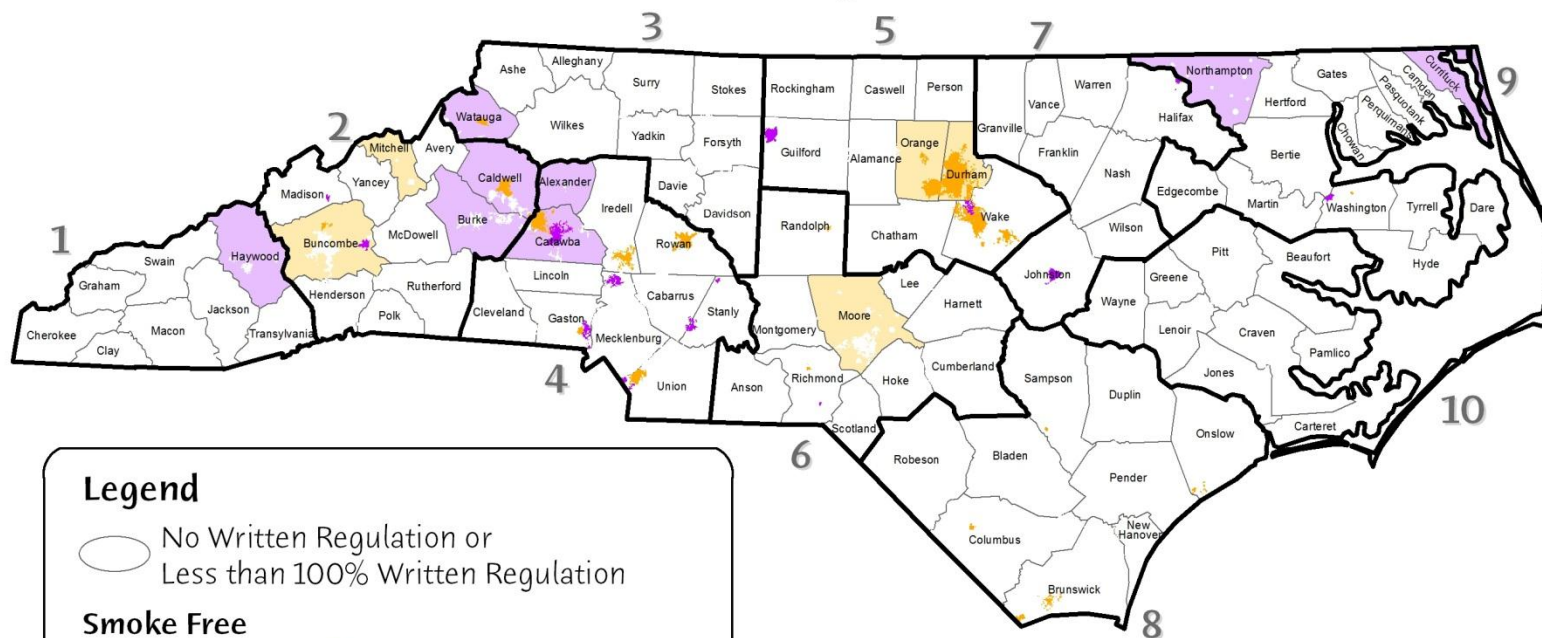 3
5
7
9
2
1
4
6
10
8
Ashe
Alleghany
Surry
Stokes
Rockingham
Caswell
Person
Granville
Vance
Warren
Northampton
Gates
Hertford
Camden
Currituck
Pasquotank
Perquimans
Chowan
Halifax
Bertie
Watauga
Wilkes
Yadkin
Forsyth
Guilford
Alamance
Orange
Durham
Franklin
Nash
Edgecombe
Martin
Washington
Tyrrell
Dare
Mitchell
Avery
Caldwell
Alexander
Iredell
Davie
Davidson
Randolph
Chatham
Wake
Wilson
Pitt
Beaufort
Hyde
Madison
Yancey
Burke
McDowell
Catawba
Rowan
Buncombe
Haywood
Swain
Graham
Cherokee
Clay
Macon
Jackson
Transylvania
Henderson
Polk
Rutherford
Cleveland
Lincoln
Gaston
Mecklenburg
Cabarrus
Stanly
Union
Anson
Montgomery
Moore
Lee
Harnett
Johnston
Wayne
Greene
Lenoir
Craven
Pamlico
Jones
Carteret
Richmond
Scotland
Hoke
Cumberland
Sampson
Duplin
Onslow
Robeson
Bladen
Pender
New
Hanover
Columbus
Brunswick
Legend
No Written Regulation or
Less than 100% Written Regulation
Smoke Free